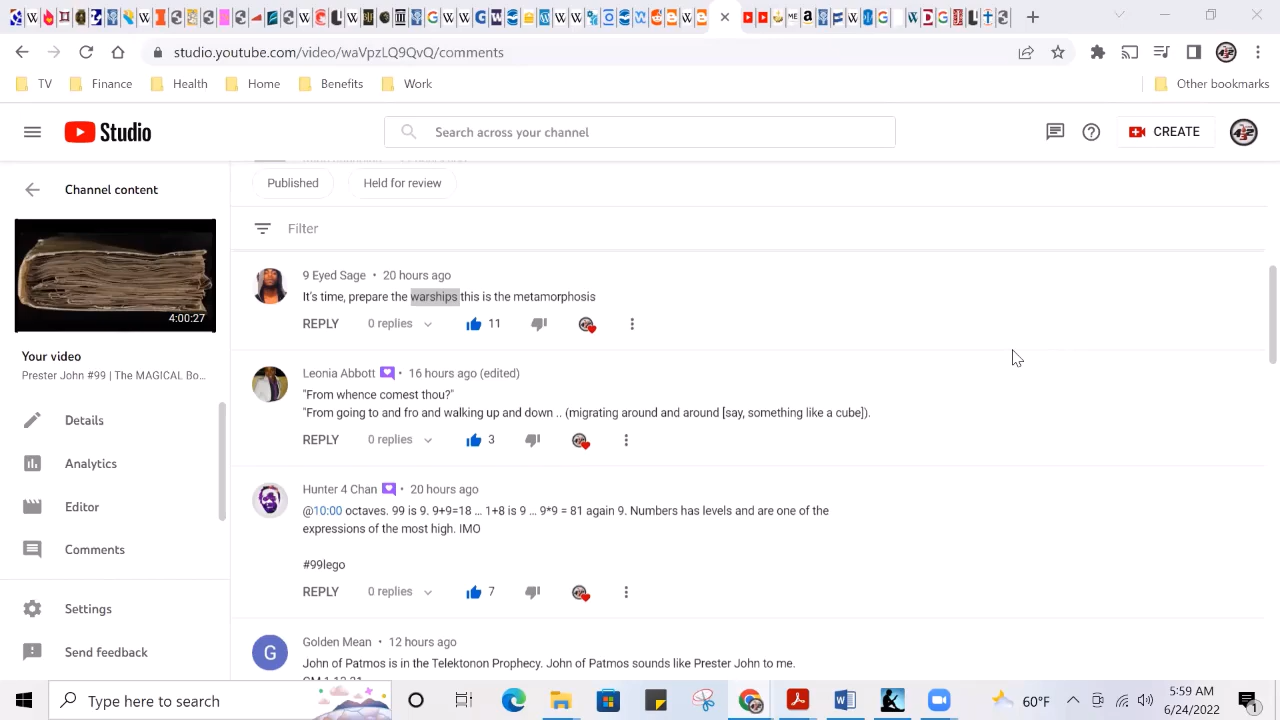 studio.youtube.com/video/waVpzLQ9QvQ/comments
TV
Finance
Health
Home
Benefits
Work
Other bookmarks
Studio
Search across your channel
CREATE
Channel content
Published
Held for review
Filter
4:00:27
Your video
Prester John #99 | The MAGICAL Bo...
Details
Analytics
Editor
Comments
Settings
Send feedback
9 Eyed Sage • 20 hours ago
It's time, prepare the warships this is the metamorphosis
REPLY 0 replies 11
Leonia Abbott • 16 hours ago (edited)
"From whence comest thou?"
"From going to and fro and walking up and down .. (migrating around and around [say, something like a cube]).
REPLY 0 replies 3
Hunter 4 Chan • 20 hours ago
@10:00 octaves. 99 is 9. 9+9=18 ... 1+8 is 9 ... 9*9 = 81 again 9. Numbers has levels and are one of the
expressions of the most high. IMO
#99lego
REPLY 0 replies 7
G
Golden Mean • 12 hours ago
John of Patmos is in the Telektonon Prophecy. John of Patmos sounds like Prester John to me.
Type here to search
60°F
5:59 AM
6/24/2022